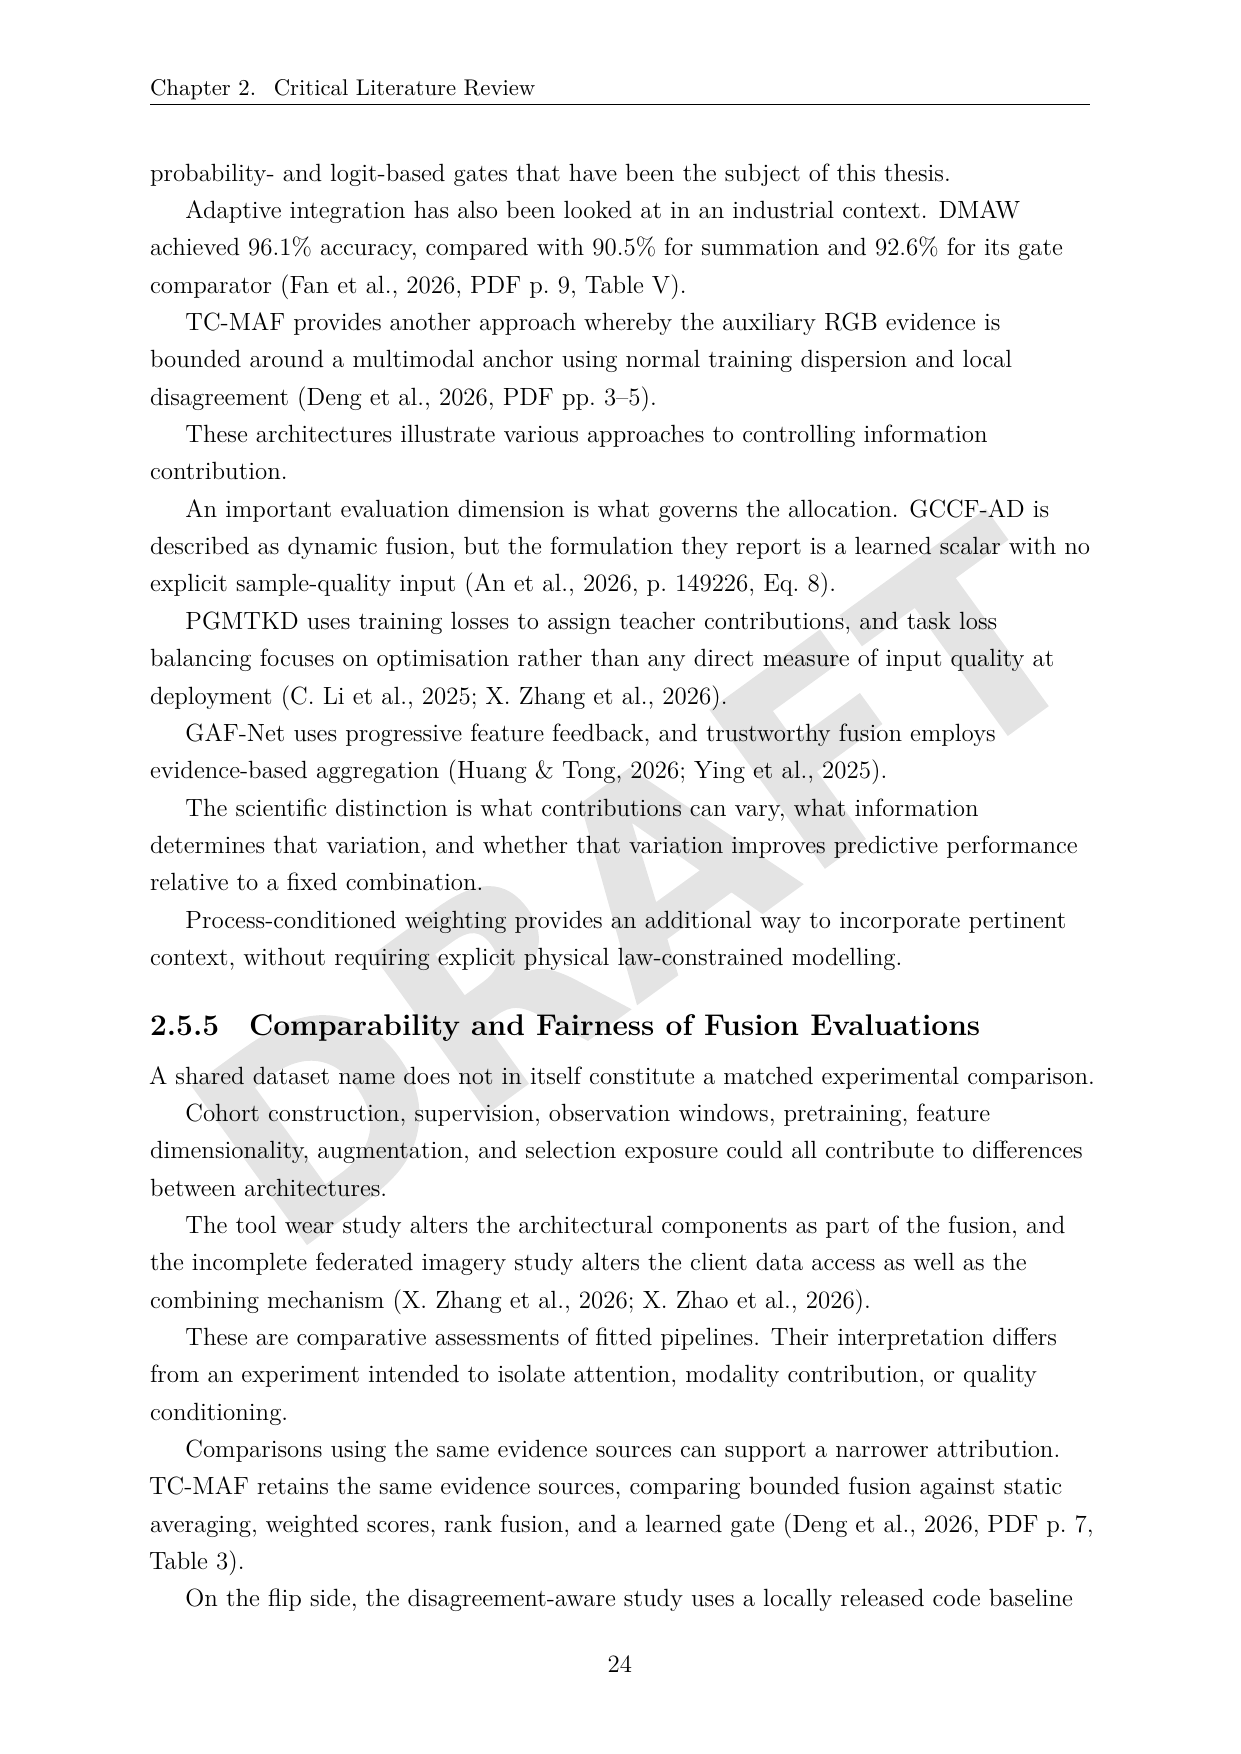 Chapter 2. Critical Literature Review
probability- and logit-based gates that have been the subject of this thesis.
Adaptive integration has also been looked at in an industrial context. DMAW
achieved 96.1% accuracy, compared with 90.5% for summation and 92.6% for its gate
comparator (Fan et al., 2026, PDF p. 9, Table V).
TC-MAF provides another approach whereby the auxiliary RGB evidence is
bounded around a multimodal anchor using normal training dispersion and local
disagreement (Deng et al., 2026, PDF pp. 3–5).
These architectures illustrate various approaches to controlling information
contribution.
An important evaluation dimension is what governs the allocation. GCCF-AD is
described as dynamic fusion, but the formulation they report is a learned scalar with no
explicit sample-quality input (An et al., 2026, p. 149226, Eq. 8).
PGMTKD uses training losses to assign teacher contributions, and task loss
balancing focuses on optimisation rather than any direct measure of input quality at
deployment (C. Li et al., 2025; X. Zhang et al., 2026).
GAF-Net uses progressive feature feedback, and trustworthy fusion employs
evidence-based aggregation (Huang & Tong, 2026; Ying et al., 2025).
The scientific distinction is what contributions can vary, what information
determines that variation, and whether that variation improves predictive performance
relative to a fixed combination.
Process-conditioned weighting provides an additional way to incorporate pertinent
context, without requiring explicit physical law-constrained modelling.
2.5.5 Comparability and Fairness of Fusion Evaluations
A shared dataset name does not in itself constitute a matched experimental comparison.
Cohort construction, supervision, observation windows, pretraining, feature
dimensionality, augmentation, and selection exposure could all contribute to differences
between architectures.
The tool wear study alters the architectural components as part of the fusion, and
the incomplete federated imagery study alters the client data access as well as the
combining mechanism (X. Zhang et al., 2026; X. Zhao et al., 2026).
These are comparative assessments of fitted pipelines. Their interpretation differs
from an experiment intended to isolate attention, modality contribution, or quality
conditioning.
Comparisons using the same evidence sources can support a narrower attribution.
TC-MAF retains the same evidence sources, comparing bounded fusion against static
averaging, weighted scores, rank fusion, and a learned gate (Deng et al., 2026, PDF p. 7,
Table 3).
On the flip side, the disagreement-aware study uses a locally released code baseline
24
DRAFT